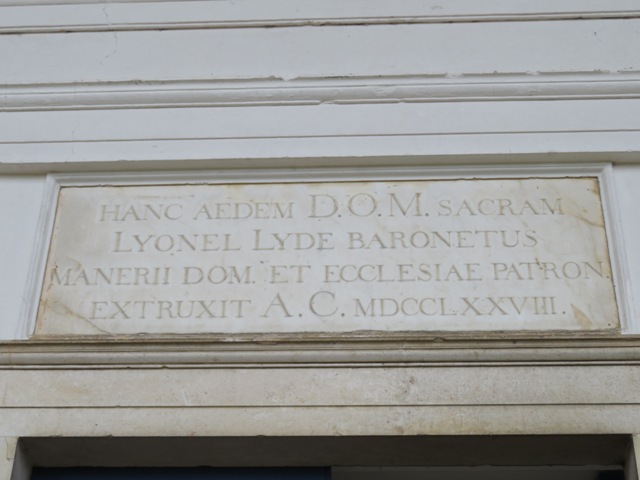 HANC AEDEM D.O.M. SACRAM
LYONEL LYDE BARONETUS
MANERII DOM. ET ECCLESIAE PATRON.
EXTRUXIT A.C. MDCCLXXVIII.